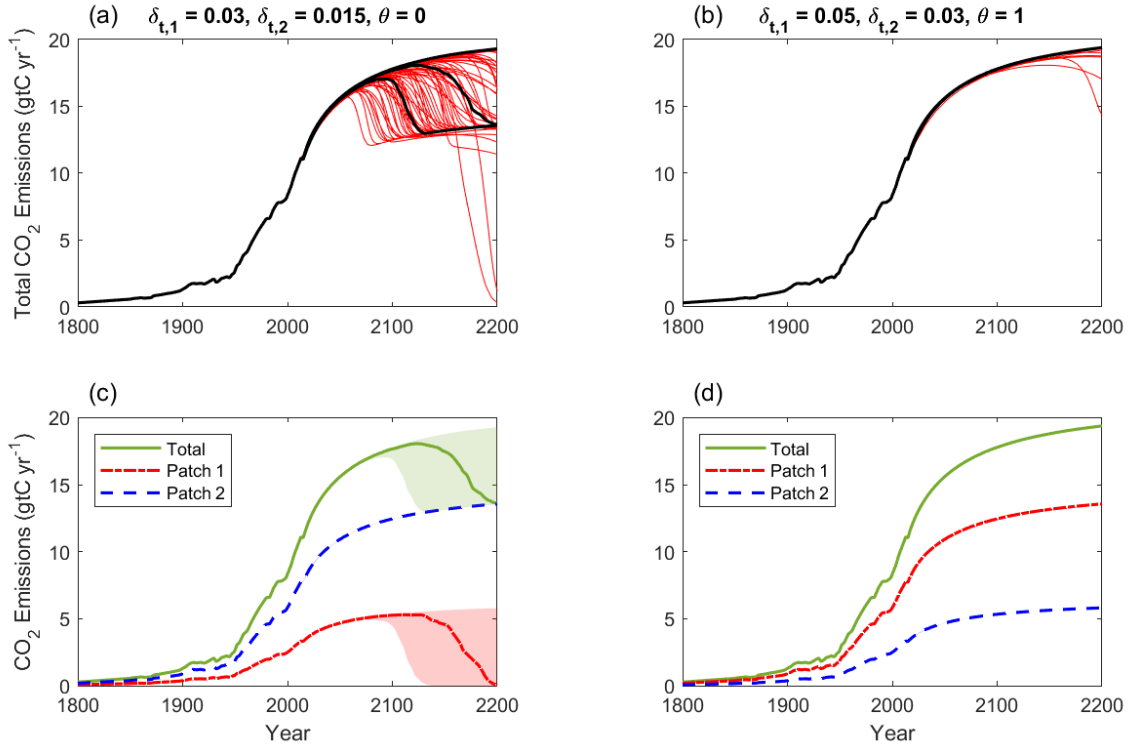 (a) δt,1 = 0.03, δt,2 = 0.015, θ = 0
Total CO2 Emissions (gtC yr-1)
20
15
10
5
0
1800 1900 2000 2100 2200
(b) δt,1 = 0.05, δt,2 = 0.03, θ = 1
20
15
10
5
0
1800 1900 2000 2100 2200
(c)
CO2 Emissions (gtC yr-1)
20
15
10
5
0
Total
Patch 1
Patch 2
1800 1900 2000 2100 2200
Year
(d)
20
15
10
5
0
Total
Patch 1
Patch 2
1800 1900 2000 2100 2200
Year